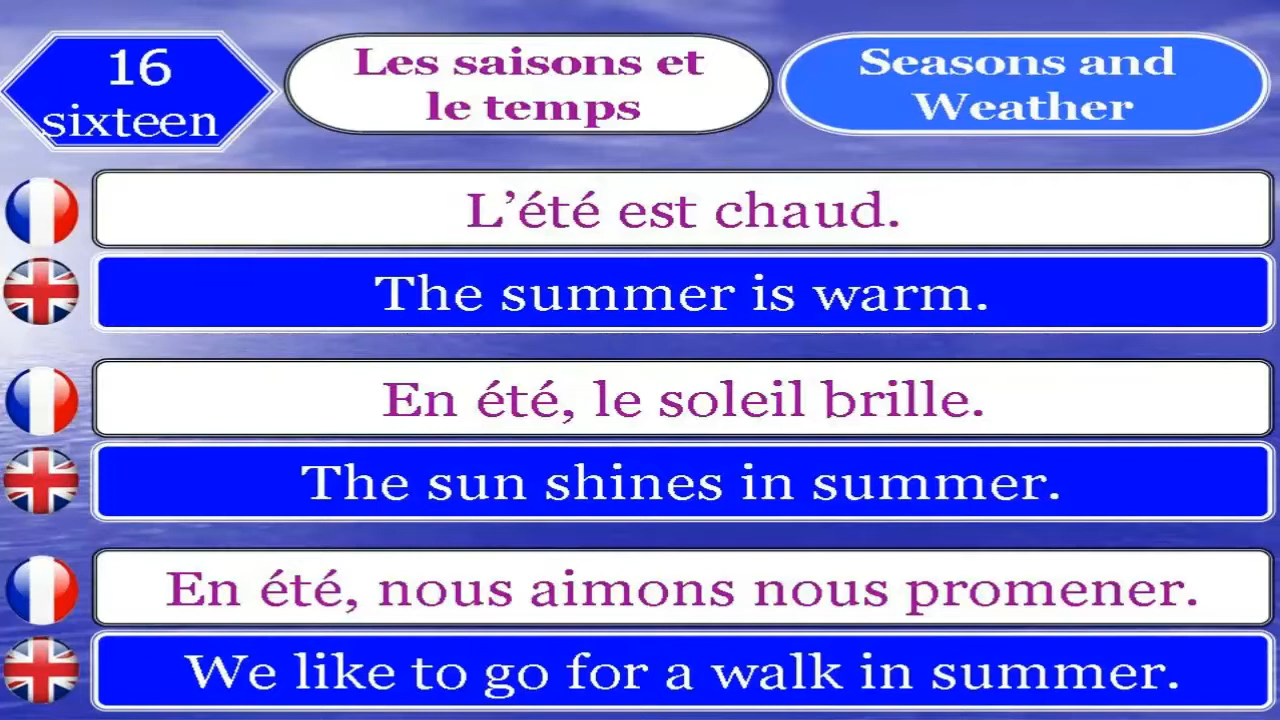 16
sixteen
Les saisons et
le temps
Seasons and
Weather
L’été est chaud.
The summer is warm.
En été, le soleil brille.
The sun shines in summer.
En été, nous aimons nous promener.
We like to go for a walk in summer.